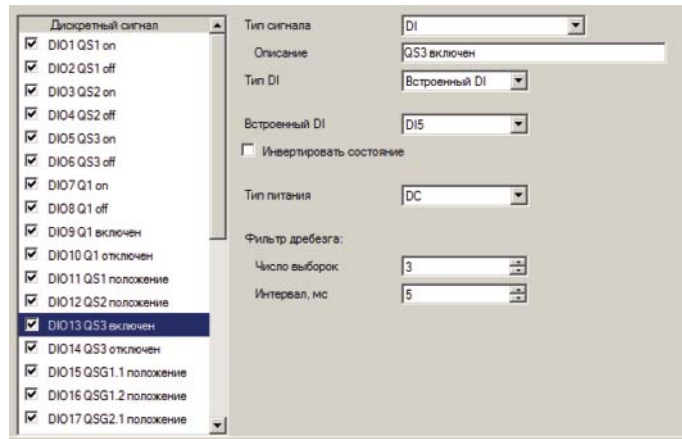 Дискретный сигнал
DIO1 QS1 on
DIO2 QS1 off
DIO3 QS2 on
DIO4 QS2 off
DIO5 QS3 on
DIO6 QS3 off
DIO7 Q1 on
DIO8 Q1 off
DIO9 Q1 включен
DIO10 Q1 отключен
DIO11 QS1 положение
DIO12 QS2 положение
DIO13 QS3 включен
DIO14 QS3 отключен
DIO15 QSG1.1 положение
DIO16 QSG1.2 положение
DIO17 QSG2.1 положение
Тип сигнала DI
Описание QS3 включен
Тип DI Встроенный DI
Встроенный DI DI5
Инвертировать состояние
Тип питания DC
Фильтр дребезга:
Число выборок 3
Интервал, мс 5